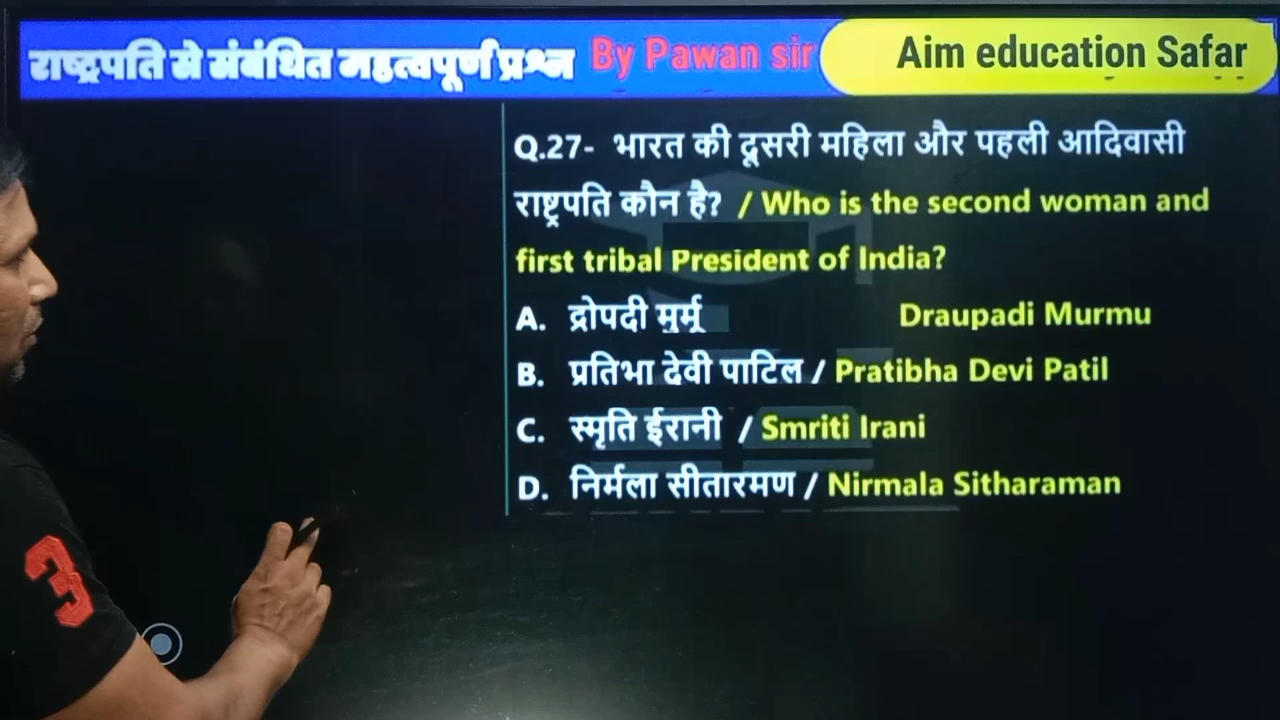 राष्ट्रपति से संबंधित महत्वपूर्ण प्रश्न By Pawan sir Aim education Safar
Q.27- भारत की दूसरी महिला और पहली आदिवासी
राष्ट्रपति कौन है? / Who is the second woman and
first tribal President of India?
A. द्रोपदी मुर्मू Draupadi Murmu
B. प्रतिभा देवी पाटिल / Pratibha Devi Patil
C. स्मृति ईरानी / Smriti Irani
D. निर्मला सीतारमण / Nirmala Sitharaman
3